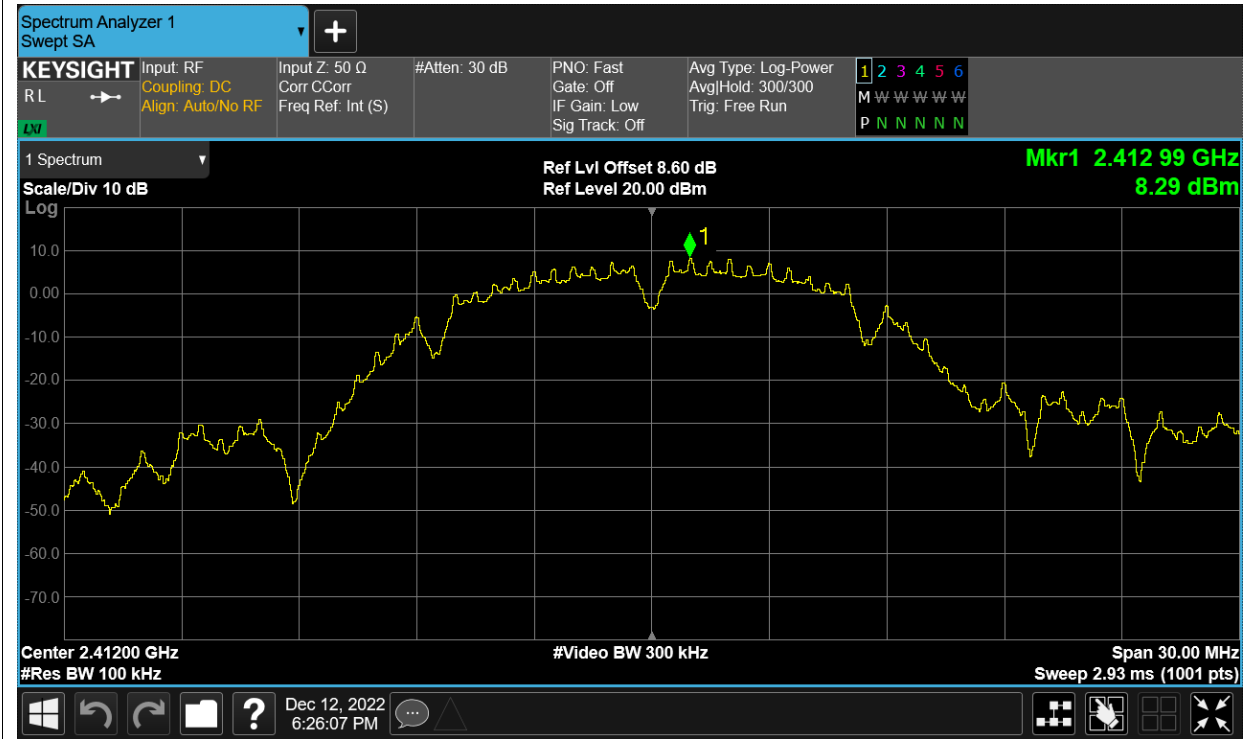 Spectrum Analyzer 1
Swept SA
KEYSIGHT
R L
LXI
Input: RF
Coupling: DC
Align: Auto/No RF
Input Z: 50 Ω
Corr CCorr
Freq Ref: Int (S)
#Atten: 30 dB
PNO: Fast
Gate: Off
IF Gain: Low
Sig Track: Off
Avg Type: Log-Power
Avg|Hold: 300/300
Trig: Free Run
1 2 3 4 5 6
M W W W W W
P N N N N N
1 Spectrum
Scale/Div 10 dB
Ref Lvl Offset 8.60 dB
Ref Level 20.00 dBm
Mkr1 2.412 99 GHz
8.29 dBm
Log
10.0
0.00
-10.0
-20.0
-30.0
-40.0
-50.0
-60.0
-70.0
1
Center 2.41200 GHz
#Res BW 100 kHz
#Video BW 300 kHz
Span 30.00 MHz
Sweep 2.93 ms (1001 pts)
?
Dec 12, 2022
6:26:07 PM